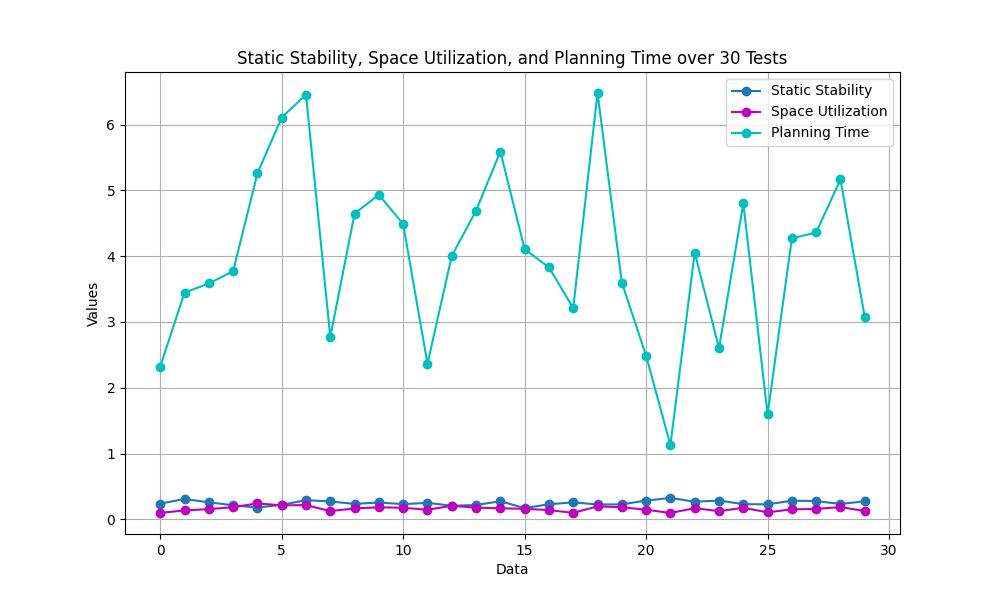 Static Stability, Space Utilization, and Planning Time over 30 Tests
Static Stability
Space Utilization
Planning Time
6
5
4
3
2
1
0
Values
0 5 10 15 20 25 30
Data